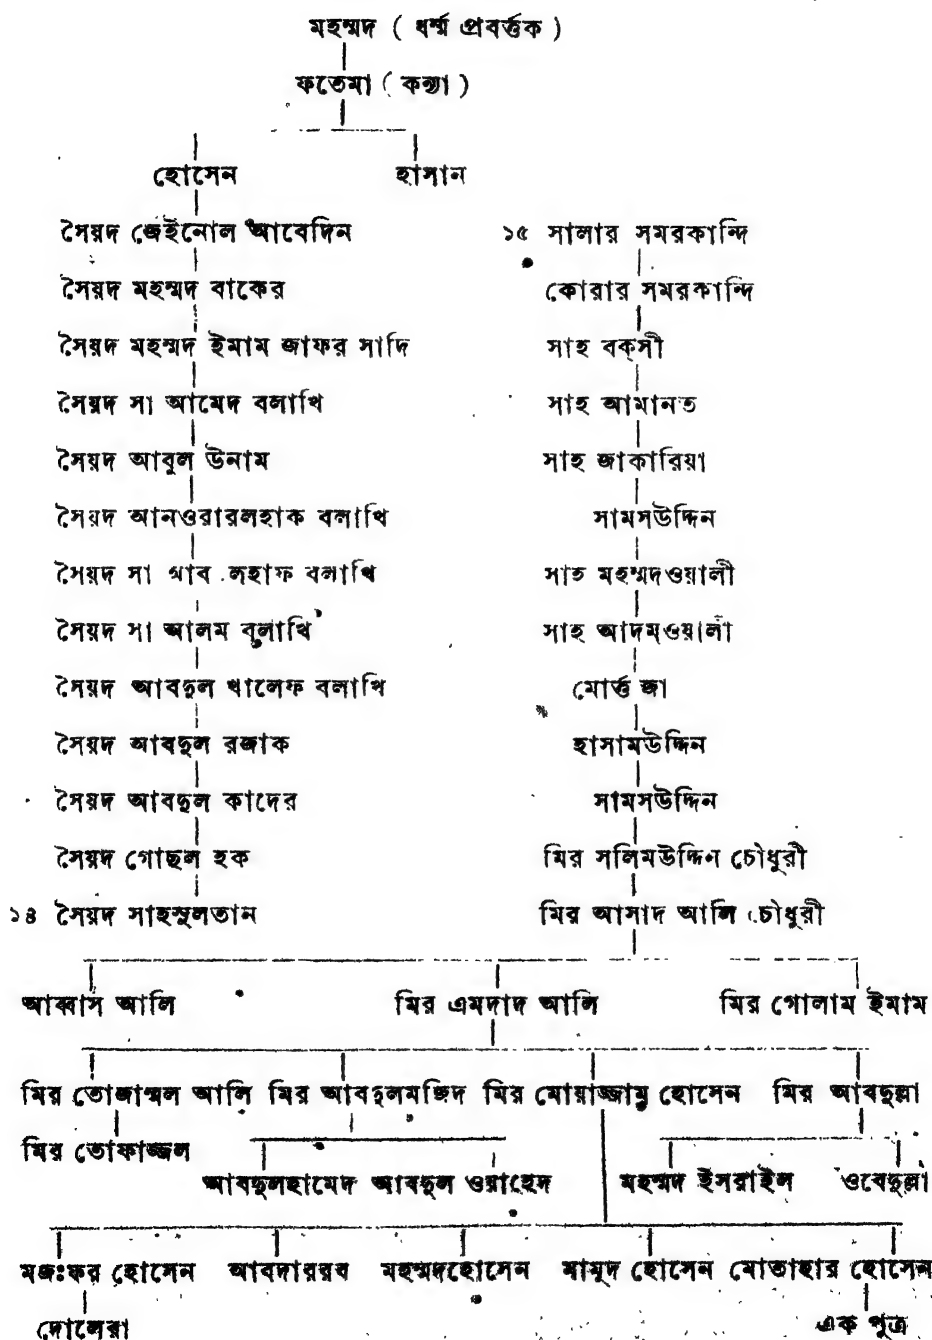 মহম্মদ ( ধর্ম্ম প্রবর্ত্তক )
ফতেমা ( কন্যা )
হোসেন হাসান
সৈয়দ জেইনোল আবেদিন
সৈয়দ মহম্মদ বাকের
সৈয়দ মহম্মদ ইমাম জাফর সাদি
সৈয়দ সা আমেদ বলাখি
সৈয়দ আবুল উনাম
সৈয়দ আনওরারলহাক বলাখি
সৈয়দ সা লহাফ বলাখি
সৈয়দ সা আলম বুলাখি
সৈয়দ আবদুল খালেফ বলাখি
সৈয়দ আবদুল রজাক
সৈয়দ আবদুল কাদের
সৈয়দ গোছল হক
১৪ সৈয়দ সাহসুলতান
১৫ সালার সমরকান্দি
কোরার সমরকান্দি
সাহ বক্সী
সাহ আমানত
সাহ জাকারিয়া
সামসউদ্দিন
সাত মহম্মদওয়ালী
সাহ আদমওয়ালী
মোর্ত্ত জা
হাসামউদ্দিন
সামসউদ্দিন
মির সলিমউদ্দিন চৌধুরী
মির আসাদ আলি চৌধুরী
আব্বাস আলি মির এমদাদ আলি মির গোলাম ইমাম
মির তোজাম্মল আলি মির আবদুলমজিদ মির মোয়াজ্জামু হোসেন মির আবদুল্লা
মির তোফাজ্জল
আবদুলহামেদ আবদুল ওয়াহেদ মহম্মদ ইসরাইল ওবেদুল্লা
মজঃফর হোসেন আবদাররব মহম্মদহোসেন মামুদ হোসেন মোতাহার হোসেন
দোলেরা এক পুত্র